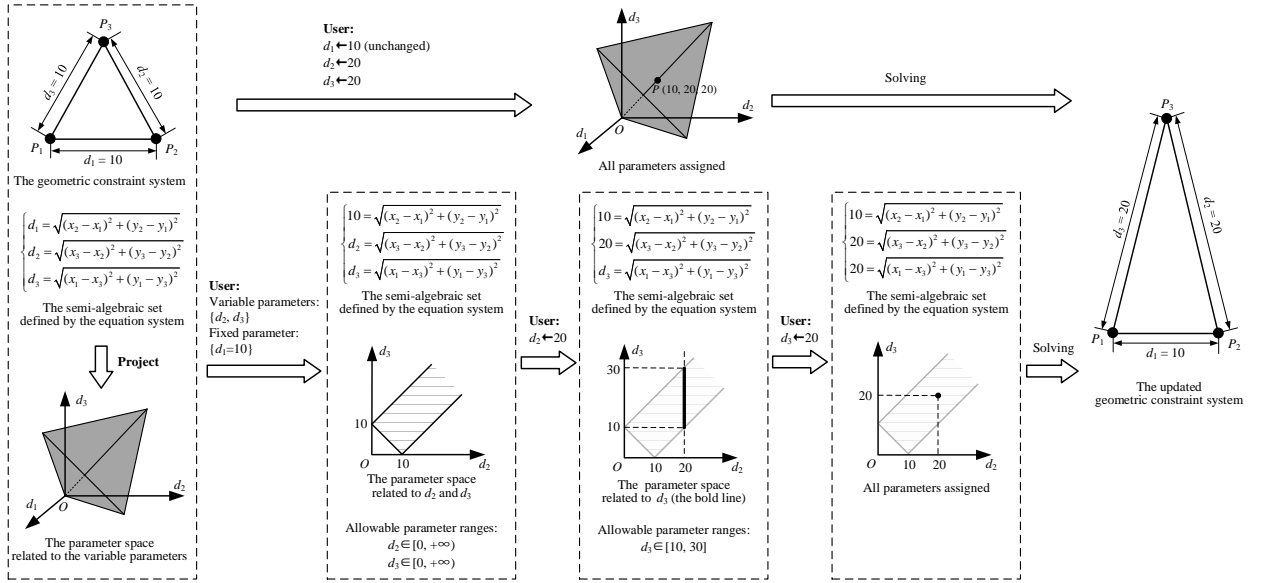 P3
d3 = 10
d2 = 10
P1
P2
d1 = 10
The geometric constraint system
d1 = √(x2 − x1)² + (y2 − y1)²
d2 = √(x3 − x2)² + (y3 − y2)²
d3 = √(x1 − x3)² + (y1 − y3)²
The semi-algebraic set
defined by the equation system
Project
d3
d2
d1
O
The parameter space
related to the variable parameters
User:
d1←10 (unchanged)
d2←20
d3←20
d3
P (10, 20, 20)
d2
O
d1
All parameters assigned
Solving
User:
Variable parameters:
{d2, d3}
Fixed parameter:
{d1=10}
10 = √(x2 − x1)² + (y2 − y1)²
d2 = √(x3 − x2)² + (y3 − y2)²
d3 = √(x1 − x3)² + (y1 − y3)²
The semi-algebraic set
defined by the equation system
d3
10
O
10
d2
The parameter space
related to d2 and d3
Allowable parameter ranges:
d2∈[0, +∞)
d3∈[0, +∞)
User:
d2←20
10 = √(x2 − x1)² + (y2 − y1)²
20 = √(x3 − x2)² + (y3 − y2)²
d3 = √(x1 − x3)² + (y1 − y3)²
The semi-algebraic set
defined by the equation system
d3
30
10
O
10
20
d2
The parameter space
related to d3 (the bold line)
Allowable parameter ranges:
d3∈[10, 30]
User:
d3←20
10 = √(x2 − x1)² + (y2 − y1)²
20 = √(x3 − x2)² + (y3 − y2)²
20 = √(x1 − x3)² + (y1 − y3)²
The semi-algebraic set
defined by the equation system
d3
20
O
10
20
d2
All parameters assigned
Solving
P3
d3 = 20
d2 = 20
P1
P2
d1 = 10
The updated
geometric constraint system